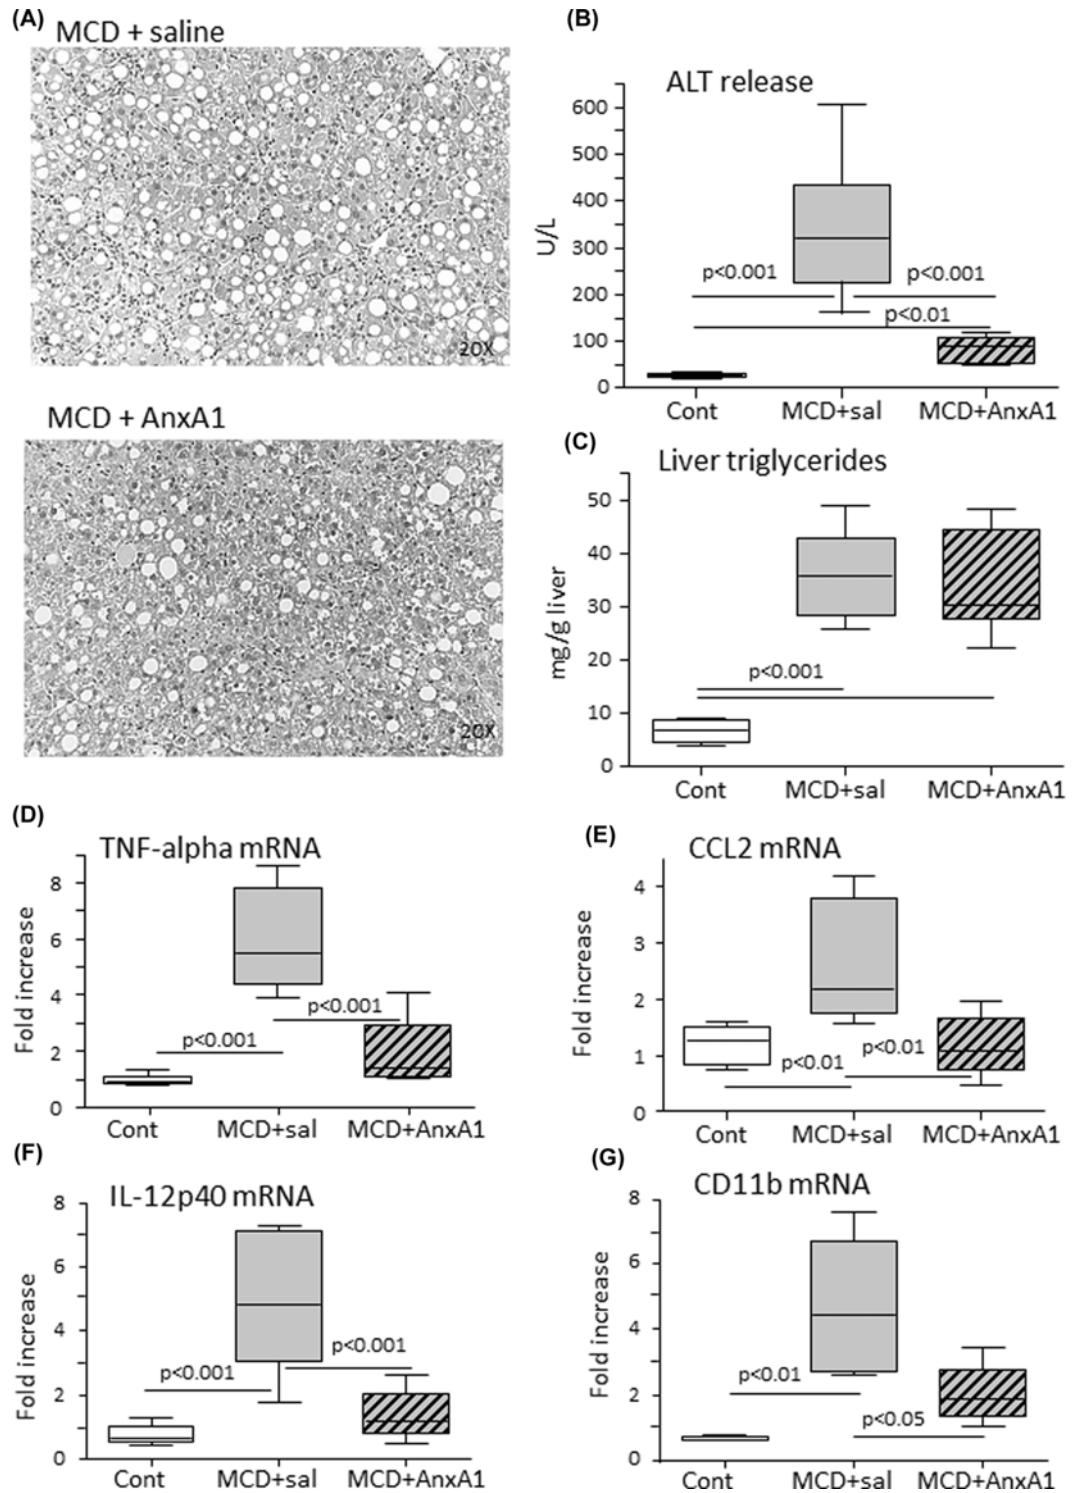 (A)
MCD + saline
20X
MCD + AnxA1
20X
(B)
ALT release
600
500
400
300
200
100
0
U/L
p<0.001
p<0.001
p<0.01
Cont MCD+sal MCD+AnxA1
(C)
Liver triglycerides
50
40
30
20
10
0
mg/g liver
p<0.001
Cont MCD+sal MCD+AnxA1
(D)
TNF-alpha mRNA
8
6
4
2
0
Fold increase
p<0.001
p<0.001
Cont MCD+sal MCD+AnxA1
(E)
CCL2 mRNA
4
3
2
1
0
Fold increase
p<0.01
p<0.01
Cont MCD+sal MCD+AnxA1
(F)
IL-12p40 mRNA
8
6
4
2
0
Fold increase
p<0.001
p<0.001
Cont MCD+sal MCD+AnxA1
(G)
CD11b mRNA
8
6
4
2
0
Fold increase
p<0.01
p<0.05
Cont MCD+sal MCD+AnxA1